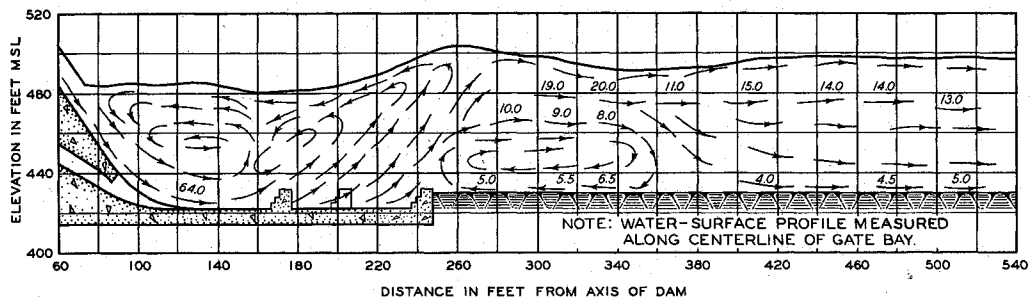 520
480
440
400
ELEVATION IN FEET MSL
19.0 20.0 11.0 15.0 14.0 14.0 13.0
10.0 9.0 8.0
64.0 5.0 5.5 6.5 4.0 4.5 5.0
NOTE: WATER-SURFACE PROFILE MEASURED
ALONG CENTERLINE OF GATE BAY.
60 100 140 180 220 260 300 340 380 420 460 500 540
DISTANCE IN FEET FROM AXIS OF DAM